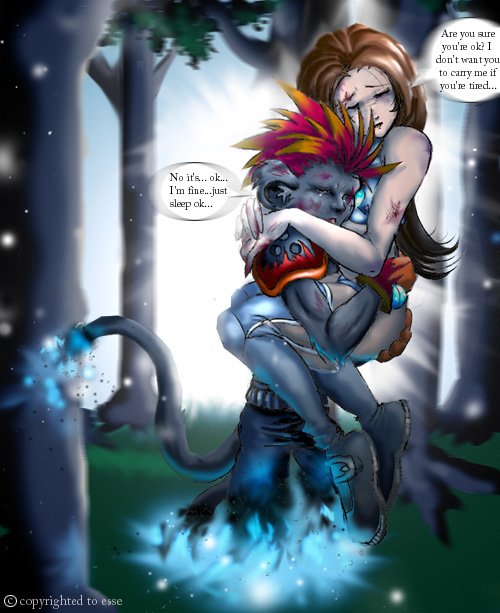 Are you sure
you're ok? I
don't want you
to carry me if
you're tired...
No it's... ok...
I'm fine...just
sleep ok...
© copyrighted to esse